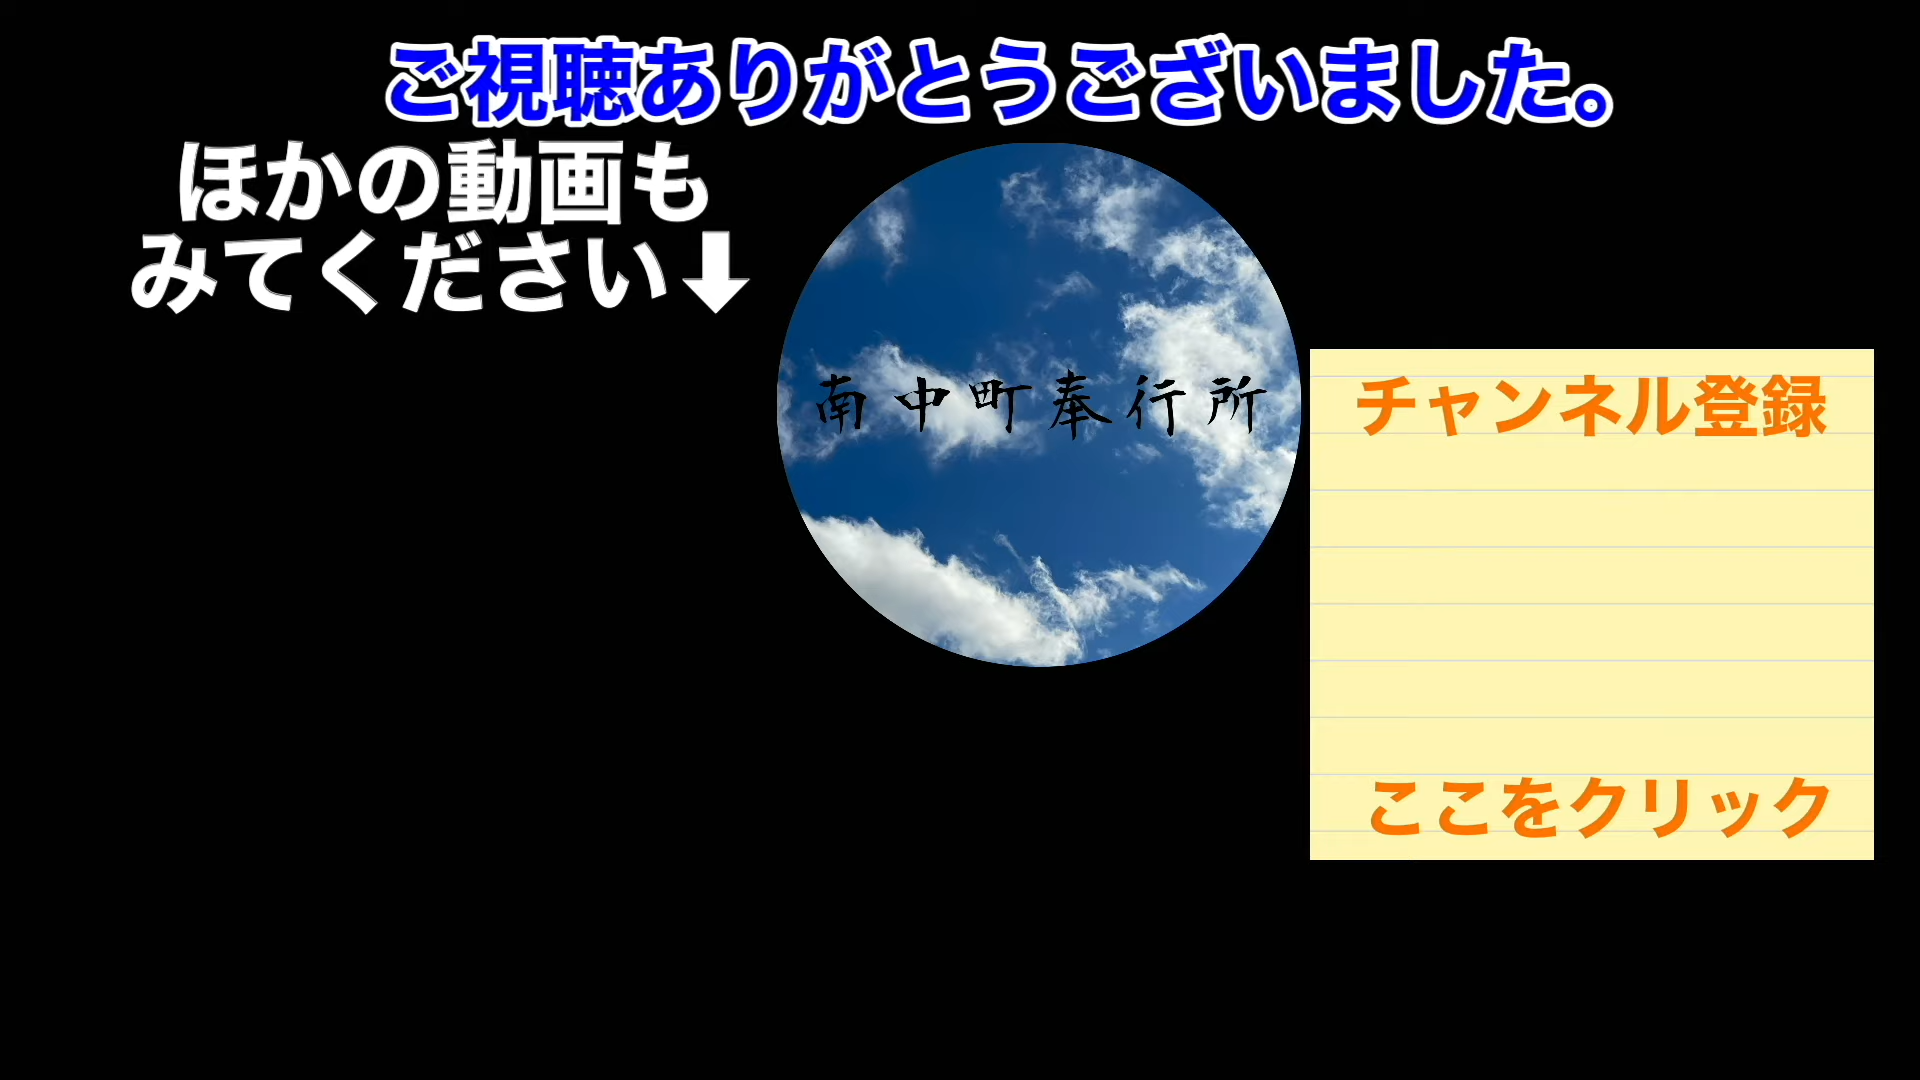 ご視聴ありがとうございました。
ほかの動画も
みてください⬇
南中町奉行所
チャンネル登録
ここをクリック